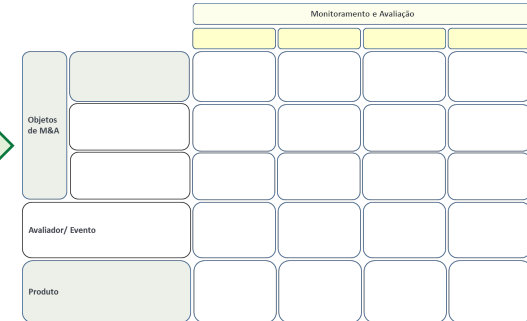 Monitoramento e Avaliação
Objetos
de M&A
Avaliador/ Evento
Produto